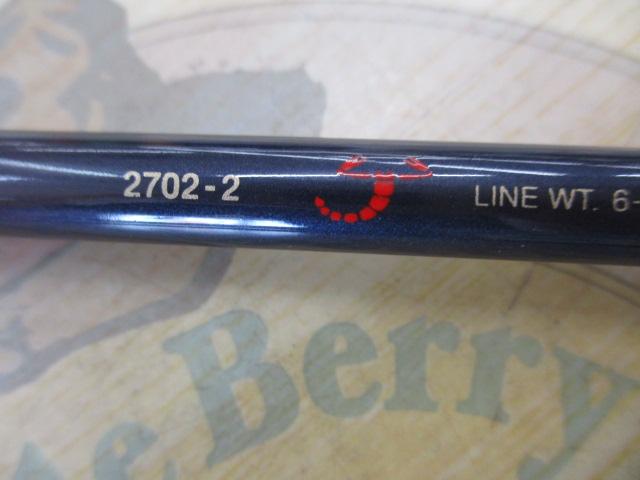 2702-2
LINE WT. 6-
Berry